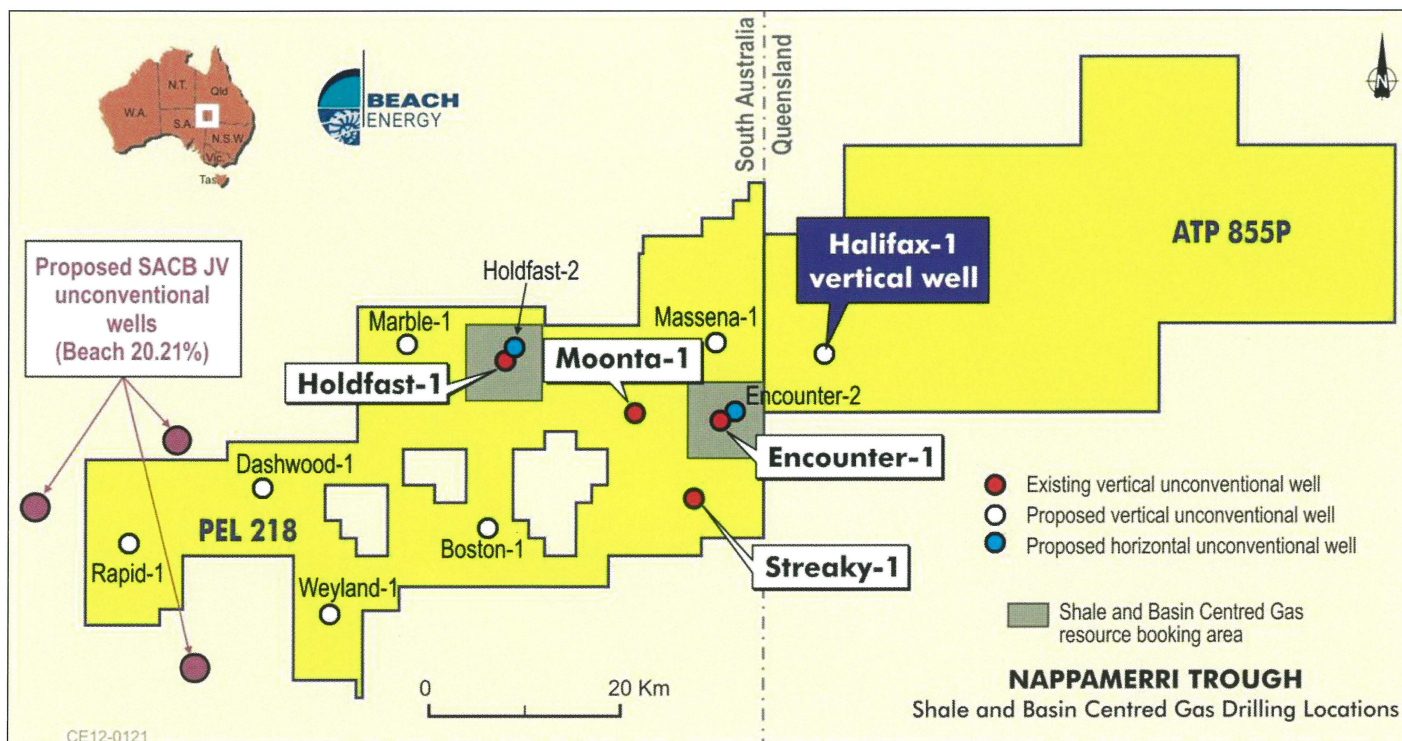 W.A.
N.T.
Qld
S.A.
N.S.W
Vic.
Tas
BEACH
ENERGY
South Australia
Queensland
N
ATP 855P
Halifax-1
vertical well
Proposed SACB JV
unconventional
wells
(Beach 20.21%)
Holdfast-2
Marble-1
Massena-1
Holdfast-1
Moonta-1
Encounter-2
Encounter-1
Dashwood-1
PEL 218
Boston-1
Rapid-1
Weyland-1
Streaky-1
Existing vertical unconventional well
Proposed vertical unconventional well
Proposed horizontal unconventional well
Shale and Basin Centred Gas
resource booking area
0 20 Km
NAPPAMERRI TROUGH
Shale and Basin Centred Gas Drilling Locations
CE12-0121